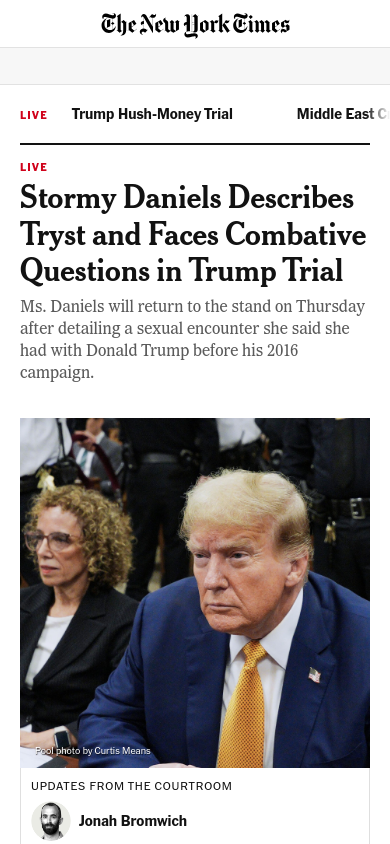 The New York Times
LIVE Trump Hush-Money Trial Middle East C
LIVE
Stormy Daniels Describes
Tryst and Faces Combative
Questions in Trump Trial
Ms. Daniels will return to the stand on Thursday
after detailing a sexual encounter she said she
had with Donald Trump before his 2016
campaign.
Pool photo by Curtis Means
UPDATES FROM THE COURTROOM
Jonah Bromwich